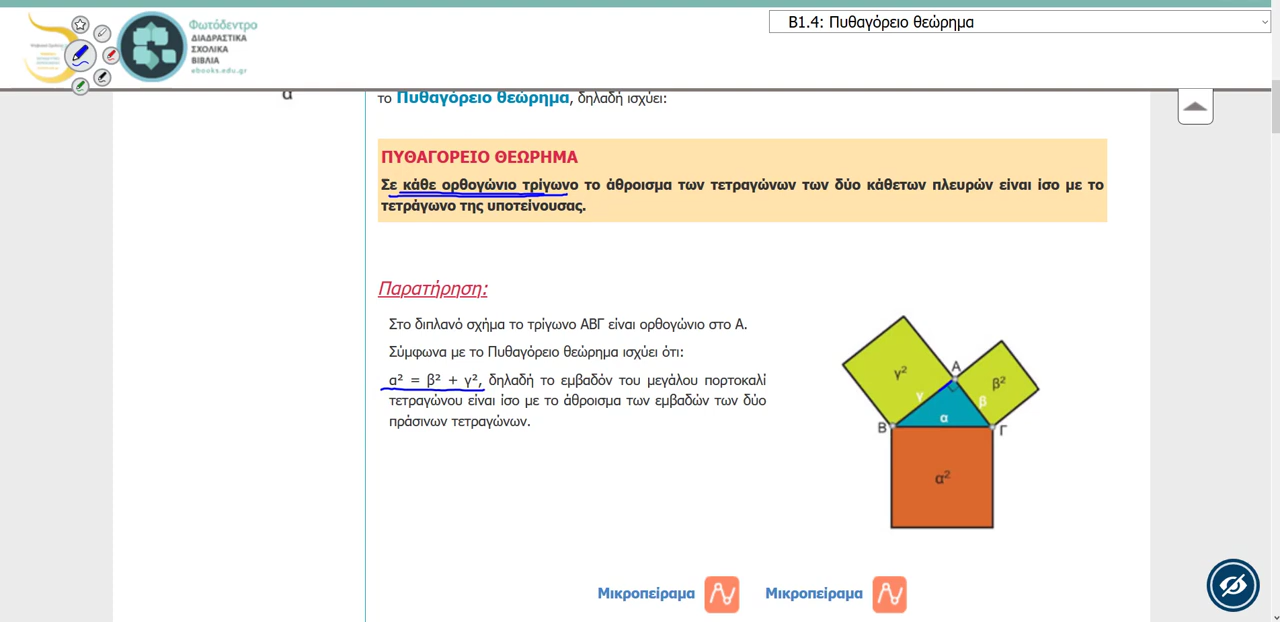 Φωτόδεντρο
ΔΙΑΔΡΑΣΤΙΚΑ
ΣΧΟΛΙΚΑ
ΒΙΒΛΙΑ
ebooks.edu.gr
Β1.4: Πυθαγόρειο θεώρημα
α
το Πυθαγόρειο θεώρημα, δηλαδή ισχύει:
ΠΥΘΑΓΟΡΕΙΟ ΘΕΩΡΗΜΑ
Σε κάθε ορθογώνιο τρίγωνο το άθροισμα των τετραγώνων των δύο κάθετων πλευρών είναι ίσο με το
τετράγωνο της υποτείνουσας.
Παρατήρηση:
Στο διπλανό σχήμα το τρίγωνο ΑΒΓ είναι ορθογώνιο στο Α.
Σύμφωνα με το Πυθαγόρειο θεώρημα ισχύει ότι:
α² = β² + γ², δηλαδή το εμβαδόν του μεγάλου πορτοκαλί
τετραγώνου είναι ίσο με το άθροισμα των εμβαδών των δύο
πράσινων τετραγώνων.
γ²
Α
β²
γ
β
α
Β
Γ
α²
Μικροπείραμα
Μικροπείραμα